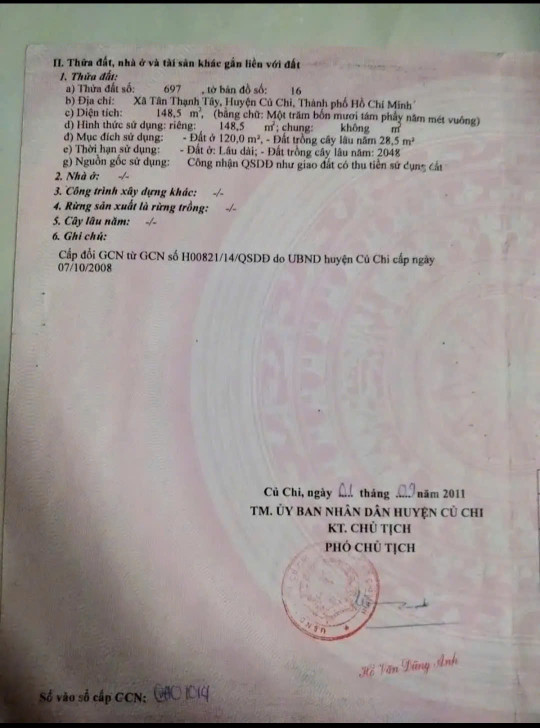 II. Thửa đất, nhà ở và tài sản khác gắn liền với đất
1. Thửa đất:
a) Thửa đất số: 697 , tờ bản đồ số: 16
b) Địa chỉ: Xã Tân Thạnh Tây, Huyện Củ Chi, Thành phố Hồ Chí Minh
c) Diện tích: 148,5 m², (bằng chữ: Một trăm bốn mươi tám phẩy năm mét vuông)
d) Hình thức sử dụng: riêng: 148,5 m²; chung: không m²
đ) Mục đích sử dụng: - Đất ở 120,0 m², - Đất trồng cây lâu năm 28,5 m²
e) Thời hạn sử dụng: - Đất ở: Lâu dài; - Đất trồng cây lâu năm: 2048
g) Nguồn gốc sử dụng: Công nhận QSDĐ như giao đất có thu tiền sử dụng đất
2. Nhà ở: -/-
3. Công trình xây dựng khác: -/-
4. Rừng sản xuất là rừng trồng: -/-
5. Cây lâu năm: -/-
6. Ghi chú:
Cấp đổi GCN từ GCN số H00821/14/QSDĐ do UBND huyện Củ Chi cấp ngày
07/10/2008
Củ Chi, ngày 01 tháng 09 năm 2011
TM. ỦY BAN NHÂN DÂN HUYỆN CỦ CHI
KT. CHỦ TỊCH
PHÓ CHỦ TỊCH
Hồ Văn Dũng Anh
Số vào sổ cấp GCN: